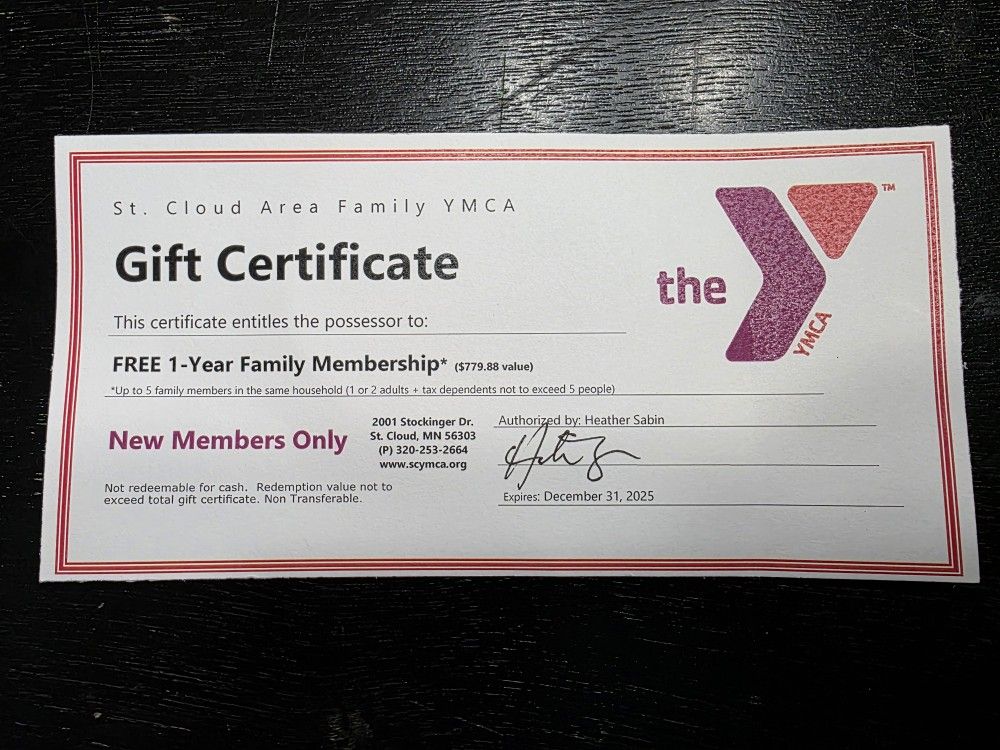 St. Cloud Area Family YMCA
Gift Certificate
the
YMCA
TM
This certificate entitles the possessor to:
FREE 1-Year Family Membership* ($779.88 value)
*Up to 5 family members in the same household (1 or 2 adults + tax dependents not to exceed 5 people)
New Members Only
2001 Stockinger Dr.
St. Cloud, MN 56303
(P) 320-253-2664
www.scymca.org
Authorized by: Heather Sabin
Not redeemable for cash. Redemption value not to
exceed total gift certificate. Non Transferable.
Expires: December 31, 2025